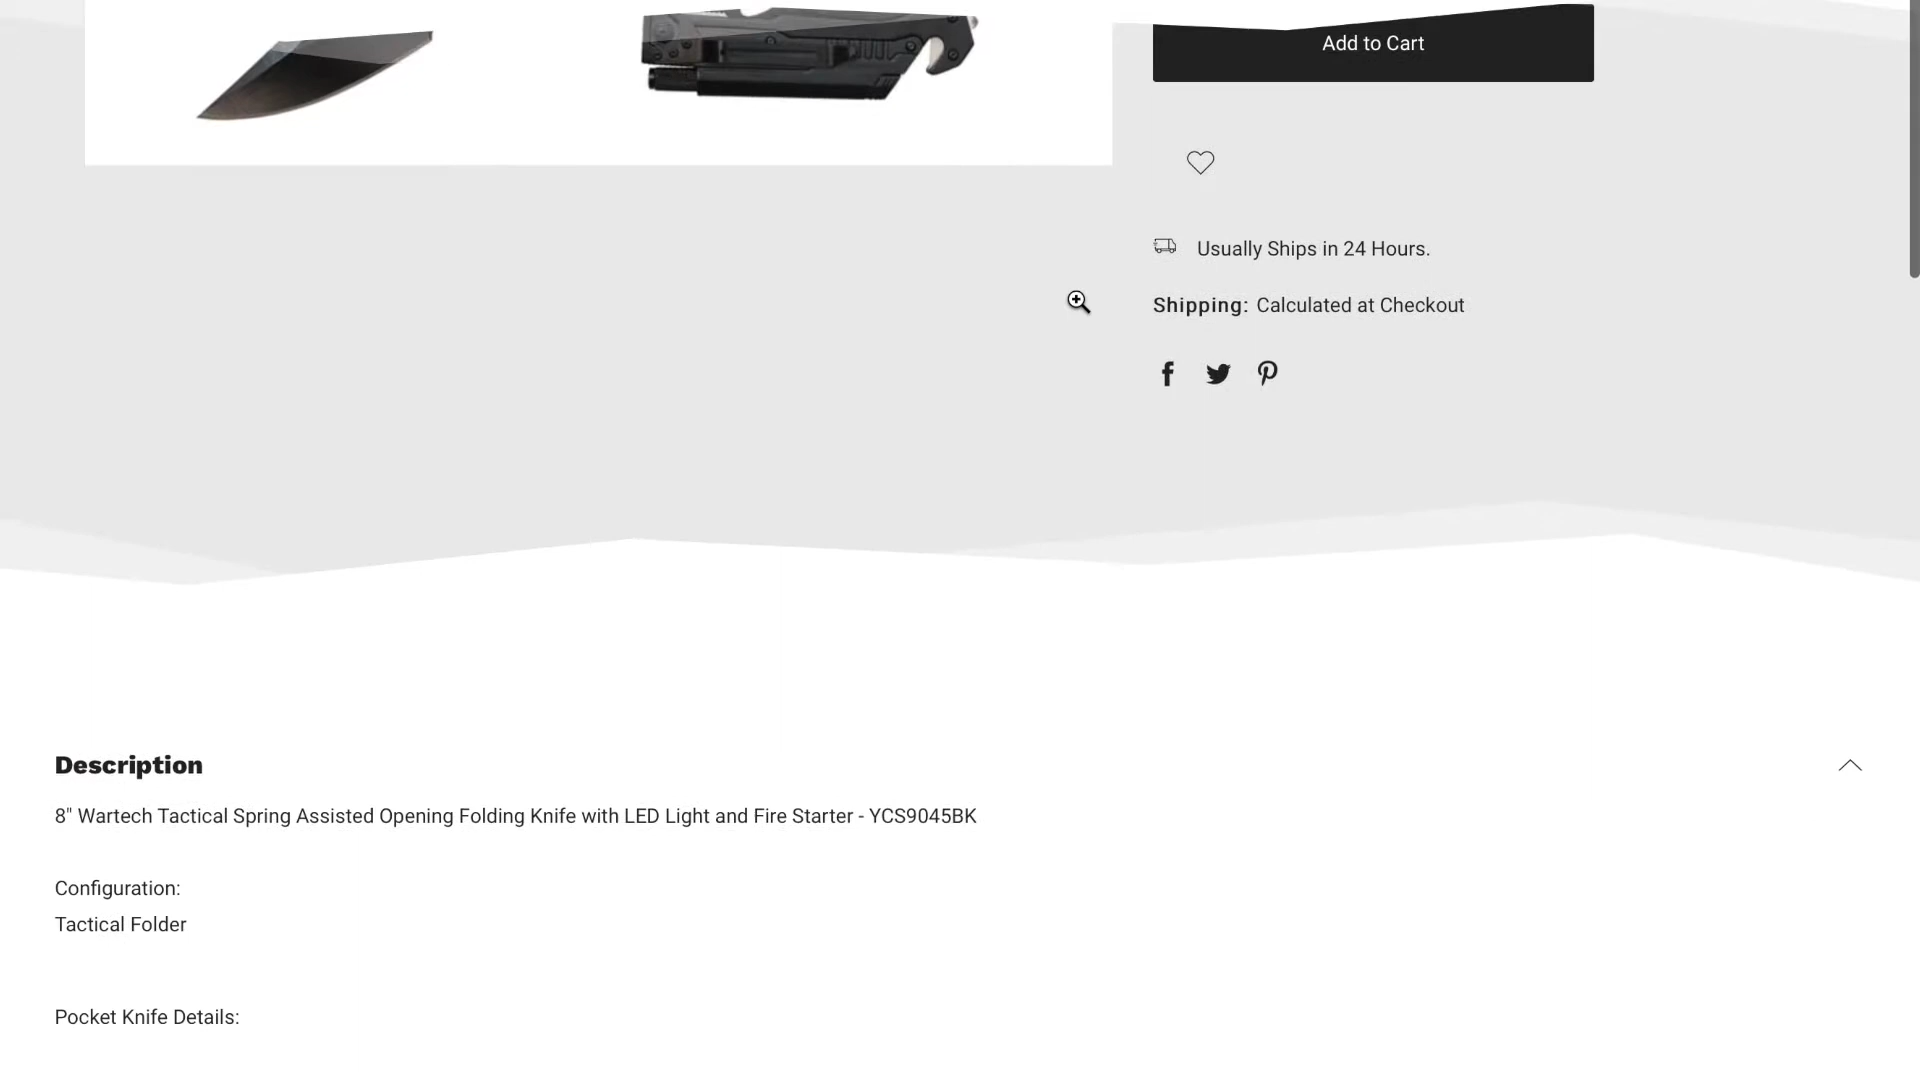 Add to Cart
Usually Ships in 24 Hours.
Shipping: Calculated at Checkout
Description
8" Wartech Tactical Spring Assisted Opening Folding Knife with LED Light and Fire Starter - YCS9045BK
Configuration:
Tactical Folder
Pocket Knife Details: